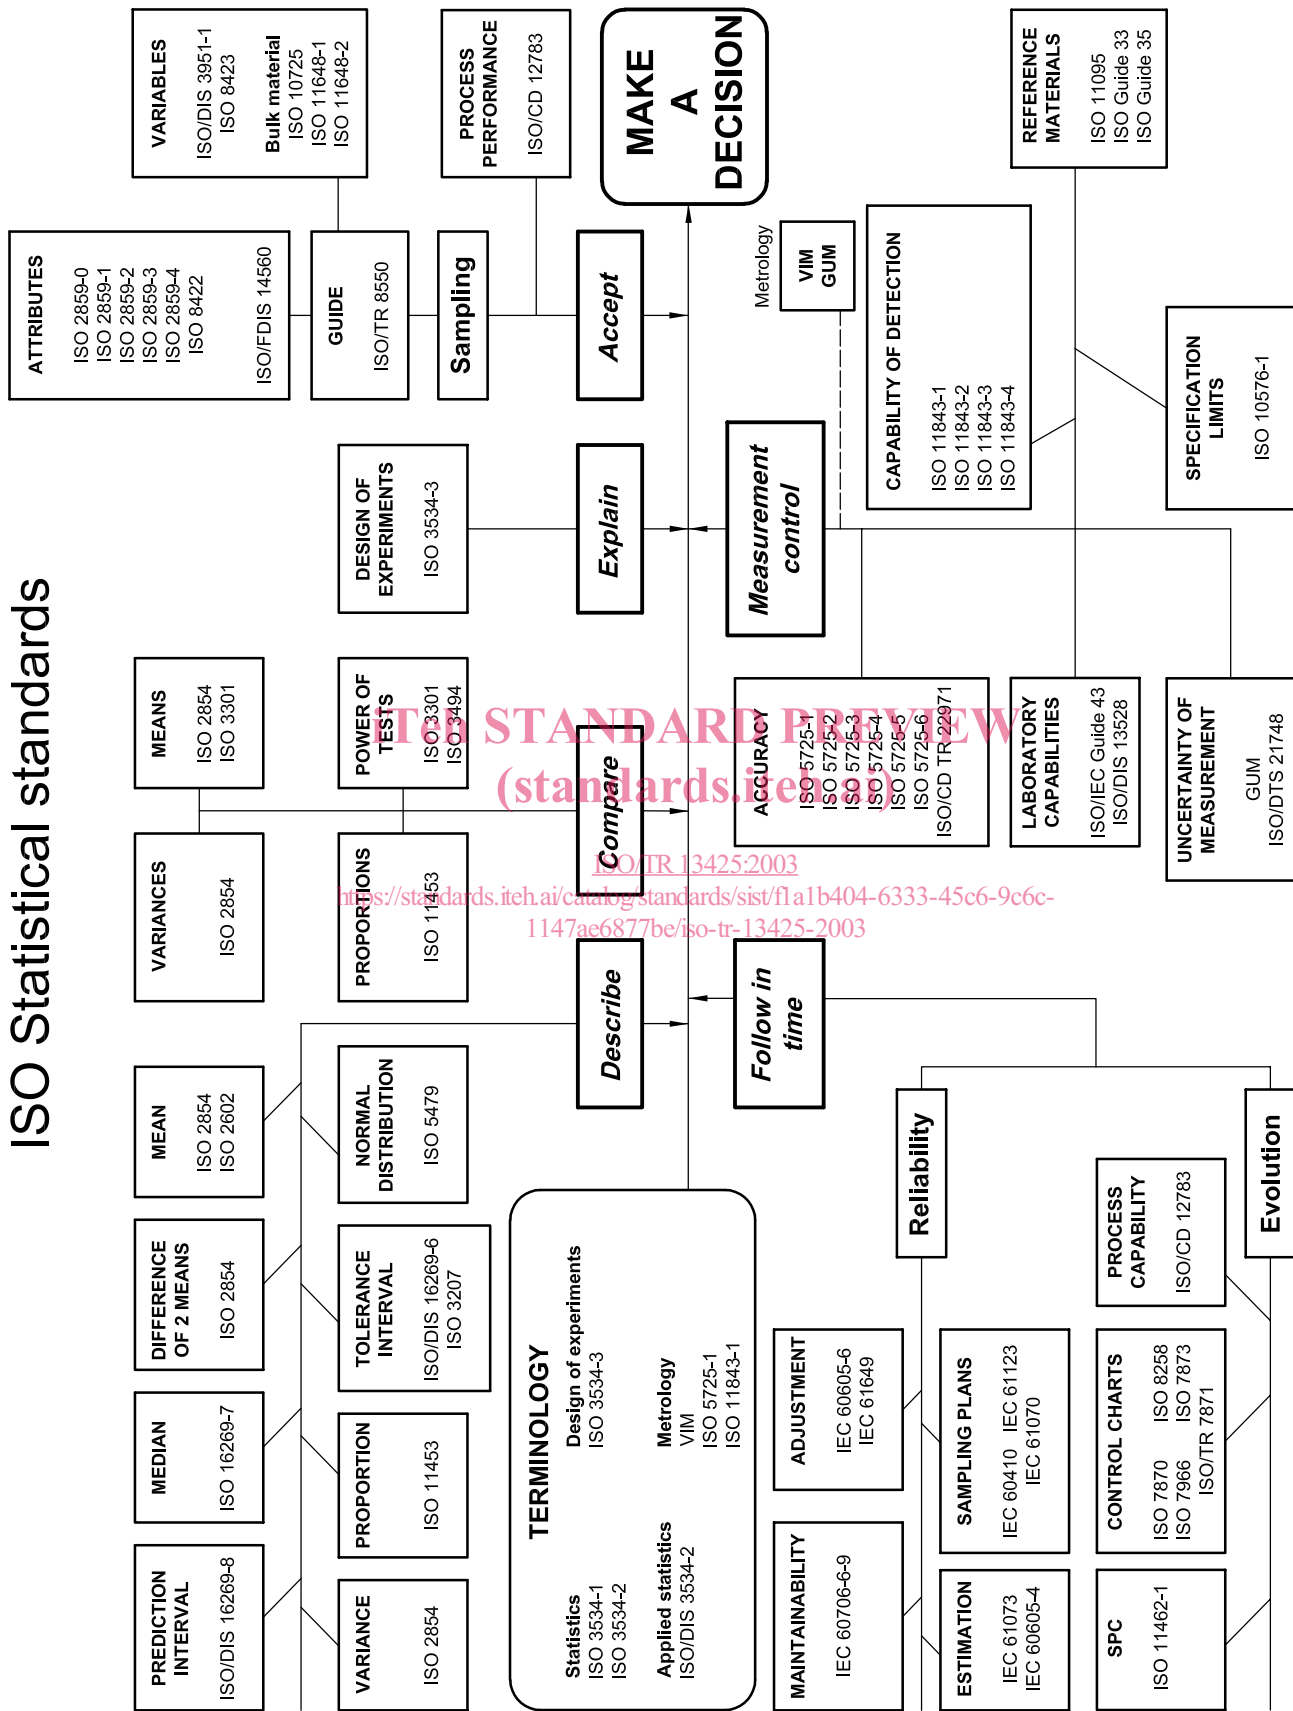 ISO Statistical standards
PREDICTION
INTERVAL
ISO/DIS 16269-8
MEDIAN
ISO 16269-7
DIFFERENCE
OF 2 MEANS
ISO 2854
MEAN
ISO 2854
ISO 2602
VARIANCE
ISO 2854
PROPORTION
ISO 11453
TOLERANCE
INTERVAL
ISO/DIS 16269-6
ISO 3207
NORMAL
DISTRIBUTION
ISO 5479
Describe
VARIANCES
ISO 2854
MEANS
ISO 2854
ISO 3301
PROPORTIONS
ISO 11453
POWER OF
TESTS
ISO 3301
ISO 3494
Compare
DESIGN OF
EXPERIMENTS
ISO 3534-3
Explain
ATTRIBUTES
ISO 2859-0
ISO 2859-1
ISO 2859-2
ISO 2859-3
ISO 2859-4
ISO 8422
ISO/FDIS 14560
VARIABLES
ISO/DIS 3951-1
ISO 8423
Bulk material
ISO 10725
ISO 11648-1
ISO 11648-2
GUIDE
ISO/TR 8550
Sampling
PROCESS
PERFORMANCE
ISO/CD 12783
Accept
MAKE
A
DECISION
TERMINOLOGY
Statistics
ISO 3534-1
ISO 3534-2
Design of experiments
ISO 3534-3
Applied statistics
ISO/DIS 3534-2
Metrology
VIM
ISO 5725-1
ISO 11843-1
Follow in
time
Reliability
MAINTAINABILITY
IEC 60706-6-9
ADJUSTMENT
IEC 60605-6
IEC 61649
ESTIMATION
IEC 61073
IEC 60605-4
SAMPLING PLANS
IEC 60410 IEC 61123
IEC 61070
Evolution
SPC
ISO 11462-1
CONTROL CHARTS
ISO 7870 ISO 8258
ISO 7966 ISO 7873
ISO/TR 7871
PROCESS
CAPABILITY
ISO/CD 12783
Measurement
control
Metrology
VIM
GUM
ACCURACY
ISO 5725-1
ISO 5725-2
ISO 5725-3
ISO 5725-4
ISO 5725-5
ISO 5725-6
ISO/CD TR 22971
CAPABILITY OF DETECTION
ISO 11843-1
ISO 11843-2
ISO 11843-3
ISO 11843-4
LABORATORY
CAPABILITIES
ISO/IEC Guide 43
ISO/DIS 13528
REFERENCE
MATERIALS
ISO 11095
ISO Guide 33
ISO Guide 35
UNCERTAINTY OF
MEASUREMENT
GUM
ISO/DTS 21748
SPECIFICATION
LIMITS
ISO 10576-1
iTeh STANDARD PREVIEW
(standards.iteh.ai)
ISO/TR 13425:2003
https://standards.iteh.ai/catalog/standards/sist/f1a1b404-6333-45c6-9c6c-
1147ae6877be/iso-tr-13425-2003